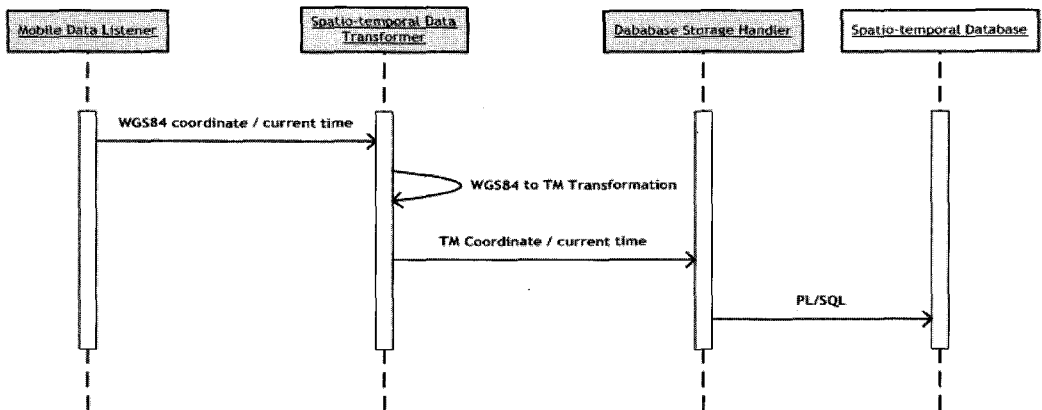 Mobile Data Listener
Spatio-temporal Data
Transformer
Dababase Storage Handler
Spatio-temporal Database
WGS84 coordinate / current time
WGS84 to TM Transformation
TM Coordinate / current time
PL/SQL